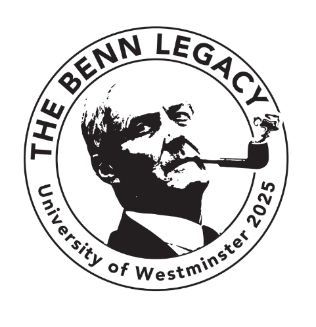 THE BENN LEGACY
University of Westminster 2025